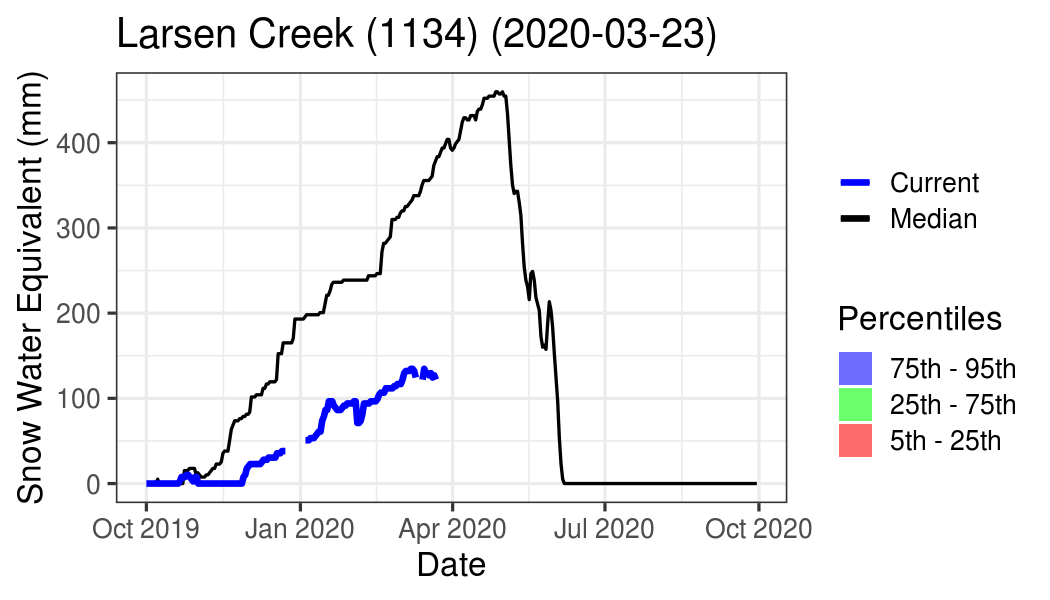 Larsen Creek (1134) (2020-03-23)
Snow Water Equivalent (mm)
400
300
200
100
0
Oct 2019
Jan 2020
Apr 2020
Jul 2020
Oct 2020
Date
Current
Median
Percentiles
75th - 95th
25th - 75th
5th - 25th